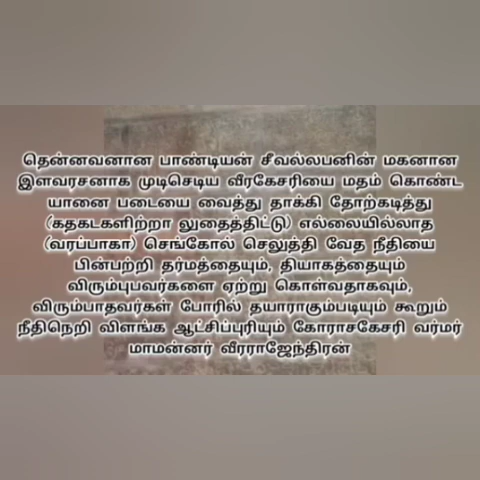 தென்னவனான பாண்டியன் சீவல்லபனின் மகனான
இளவரசனாக முடிசெடிய வீரகேசரியை மதம் கொண்ட
யானை படையை வைத்து தாக்கி தோற்கடித்து
(கதகடகளிற்றா லுதைத்திட்டு) எல்லையில்லாத
(வரப்பாகா) செங்கோல் செலுத்தி வேத நீதியை
பின்பற்றி தர்மத்தையும், தியாகத்தையும்
விரும்புபவர்களை ஏற்று கொள்வதாகவும்,
விரும்பாதவர்கள் போரில் தயாராகும்படியும் கூறும்
நீதிநெறி விளங்க ஆட்சிப்புரியும் கோராசகேசரி வர்மர்
மாமன்னர் வீரராஜேந்திரன்